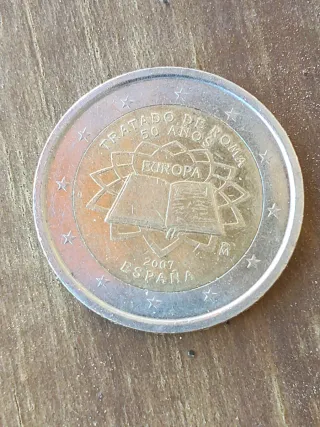 TRATADO DE ROMA
50 AÑOS
EUROPA
2007
M
ESPAÑA